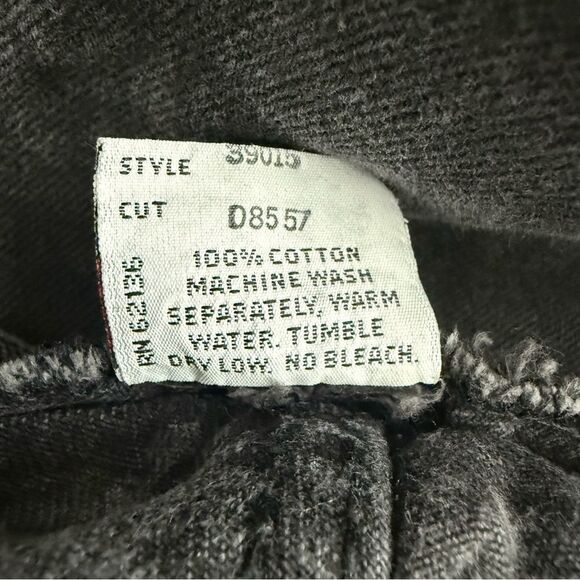 STYLE 39015
CUT D8557
RN 62136
100% COTTON
MACHINE WASH
SEPARATELY, WARM
WATER. TUMBLE
DRY LOW. NO BLEACH.